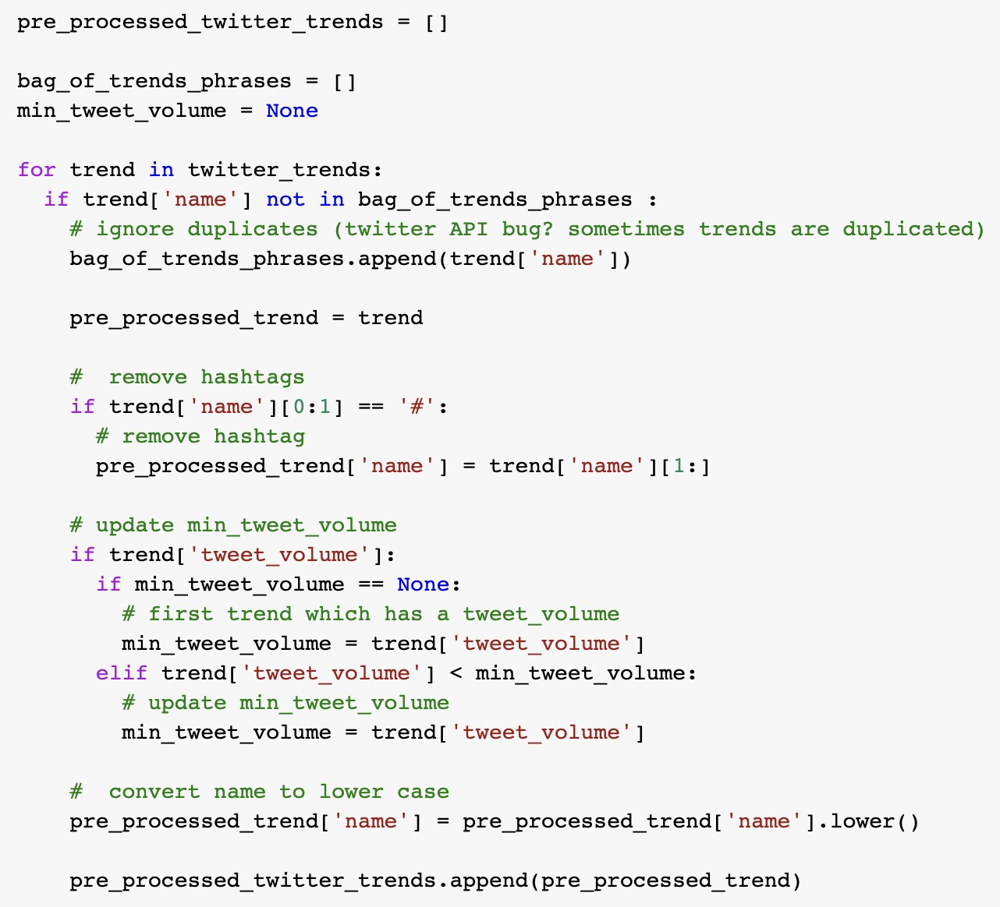 pre_processed_twitter_trends = []

bag_of_trends_phrases = []
min_tweet_volume = None

for trend in twitter_trends:
  if trend['name'] not in bag_of_trends_phrases :
    # ignore duplicates (twitter API bug? sometimes trends are duplicated)
    bag_of_trends_phrases.append(trend['name'])

    pre_processed_trend = trend

    #  remove hashtags
    if trend['name'][0:1] == '#':
      # remove hashtag
      pre_processed_trend['name'] = trend['name'][1:]

    # update min_tweet_volume
    if trend['tweet_volume']:
      if min_tweet_volume == None:
        # first trend which has a tweet_volume
        min_tweet_volume = trend['tweet_volume']
      elif trend['tweet_volume'] < min_tweet_volume:
        # update min_tweet_volume
        min_tweet_volume = trend['tweet_volume']

    #  convert name to lower case
    pre_processed_trend['name'] = pre_processed_trend['name'].lower()

    pre_processed_twitter_trends.append(pre_processed_trend)